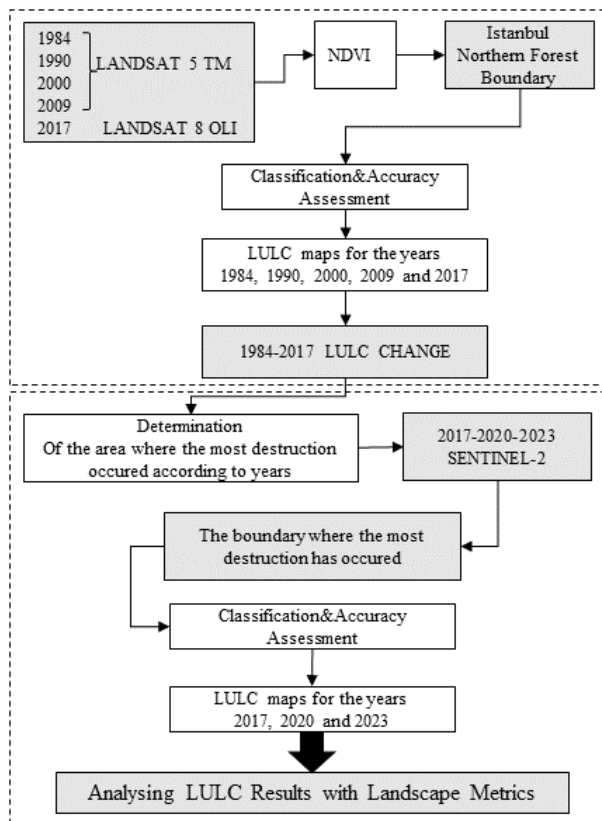 1984
1990
2000
2009
LANDSAT 5 TM
2017 LANDSAT 8 OLI
NDVI
Istanbul
Northern Forest
Boundary
Classification&Accuracy
Assessment
LULC maps for the years
1984, 1990, 2000, 2009 and 2017
1984-2017 LULC CHANGE
Determination
Of the area where the most destruction
occured according to years
2017-2020-2023
SENTINEL-2
The boundary where the most
destruction has occured
Classification&Accuracy
Assessment
LULC maps for the years
2017, 2020 and 2023
Analysing LULC Results with Landscape Metrics